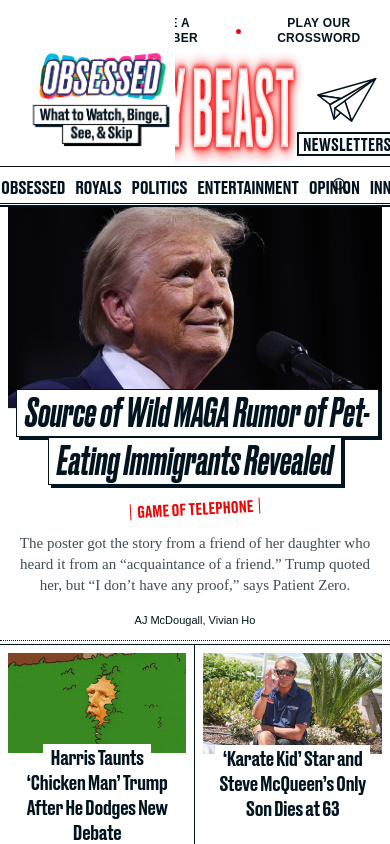 E A
BER
PLAY OUR
CROSSWORD
OBSESSED
What to Watch, Binge,
See, & Skip
Y BEAST
NEWSLETTERS
OBSESSED ROYALS POLITICS ENTERTAINMENT OPINION INN
Source of Wild MAGA Rumor of Pet-
Eating Immigrants Revealed
GAME OF TELEPHONE
The poster got the story from a friend of her daughter who
heard it from an “acquaintance of a friend.” Trump quoted
her, but “I don’t have any proof,” says Patient Zero.
AJ McDougall, Vivian Ho
Harris Taunts
‘Chicken Man’ Trump
After He Dodges New
Debate
‘Karate Kid’ Star and
Steve McQueen’s Only
Son Dies at 63